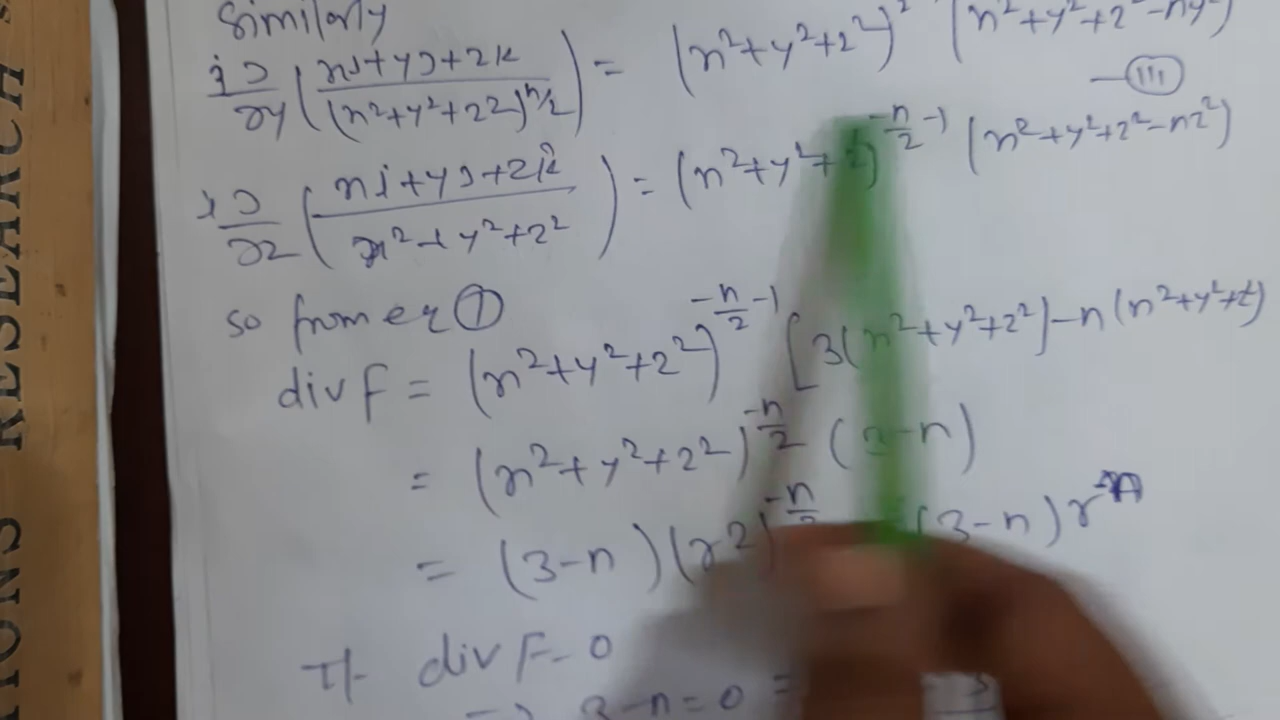 Similarly
j ∂/∂y ( (xi+yj+zk) / (x²+y²+z²)^(n/2) ) = (x²+y²+z²) (x²+y²+z²-ny²)
—(III)
k ∂/∂z ( (xi+yj+zk) / (x²+y²+z²) ) = (x²+y²+z²)^(-n/2-1) (x²+y²+z²-nz²)
so from eq (1)
div F = (x²+y²+z²)^(-n/2-1) [3(x²+y²+z²)-n(x²+y²+z²)
= (x²+y²+z²)^(-n/2) (3-n)
= (3-n)(r²)^(-n/2) (3-n) r^-n
If div F=0
⇒ 3-n=0
IONS RESEARCH